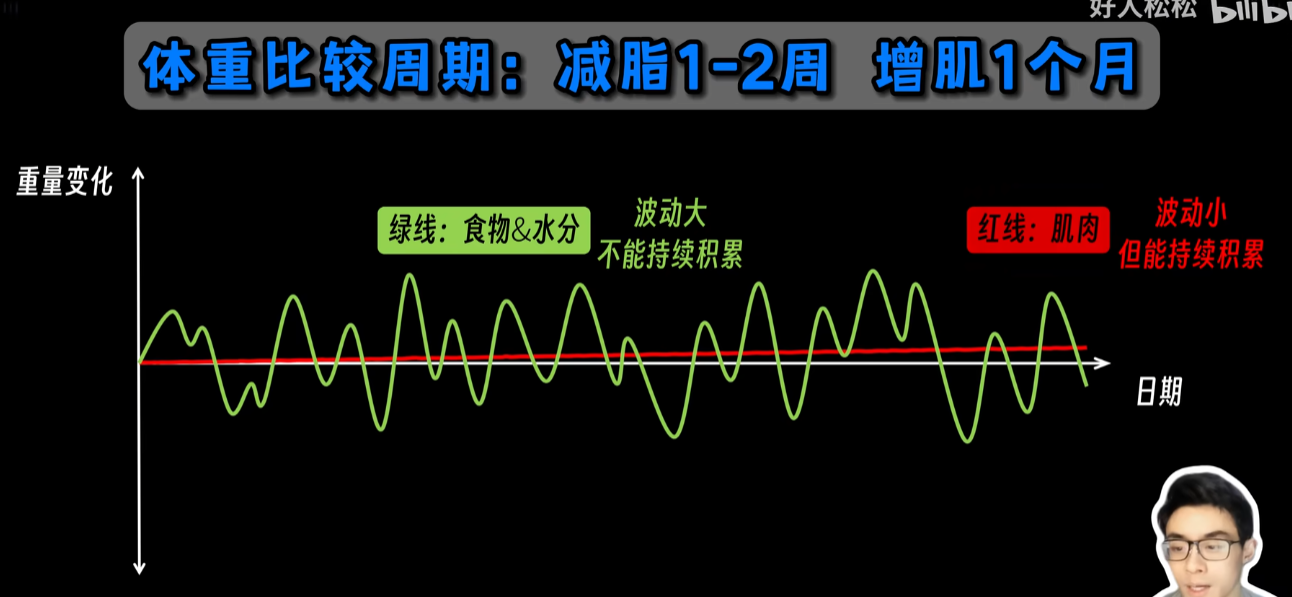 好人松松 bilibi
体重比较周期：减脂1-2周 增肌1个月
重量变化
绿线：食物&水分
波动大
不能持续积累
红线：肌肉
波动小
但能持续积累
日期